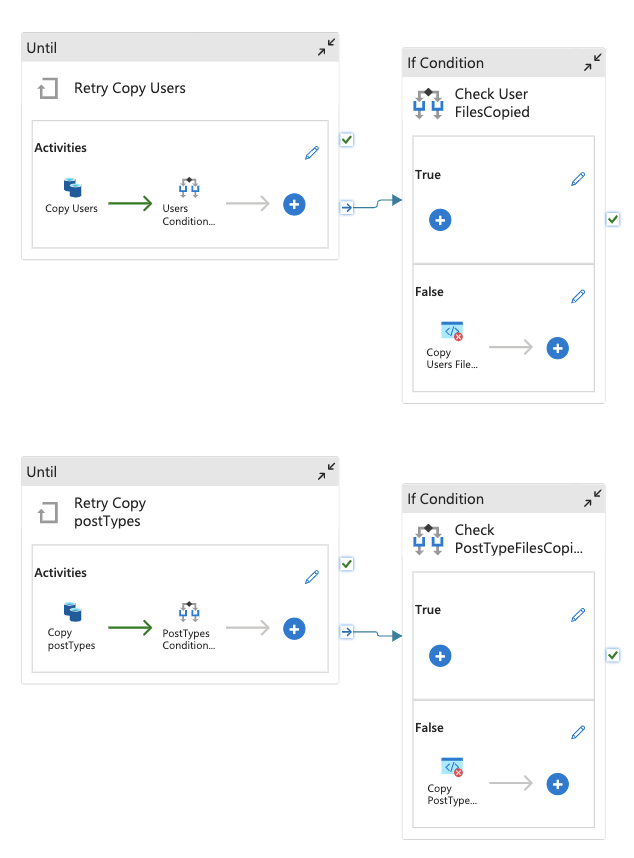 Until
Retry Copy Users
Activities
Copy Users
Users
Condition...
If Condition
Check User
FilesCopied
True
False
Copy
Users File...
Until
Retry Copy
postTypes
Activities
Copy
postTypes
PostTypes
Condition...
If Condition
Check
PostTypeFilesCopi...
True
False
Copy
PostType...